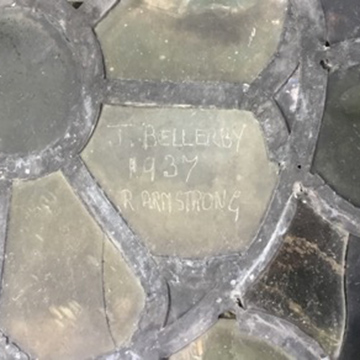 J. BELLERBY
1937
R ARMSTRONG